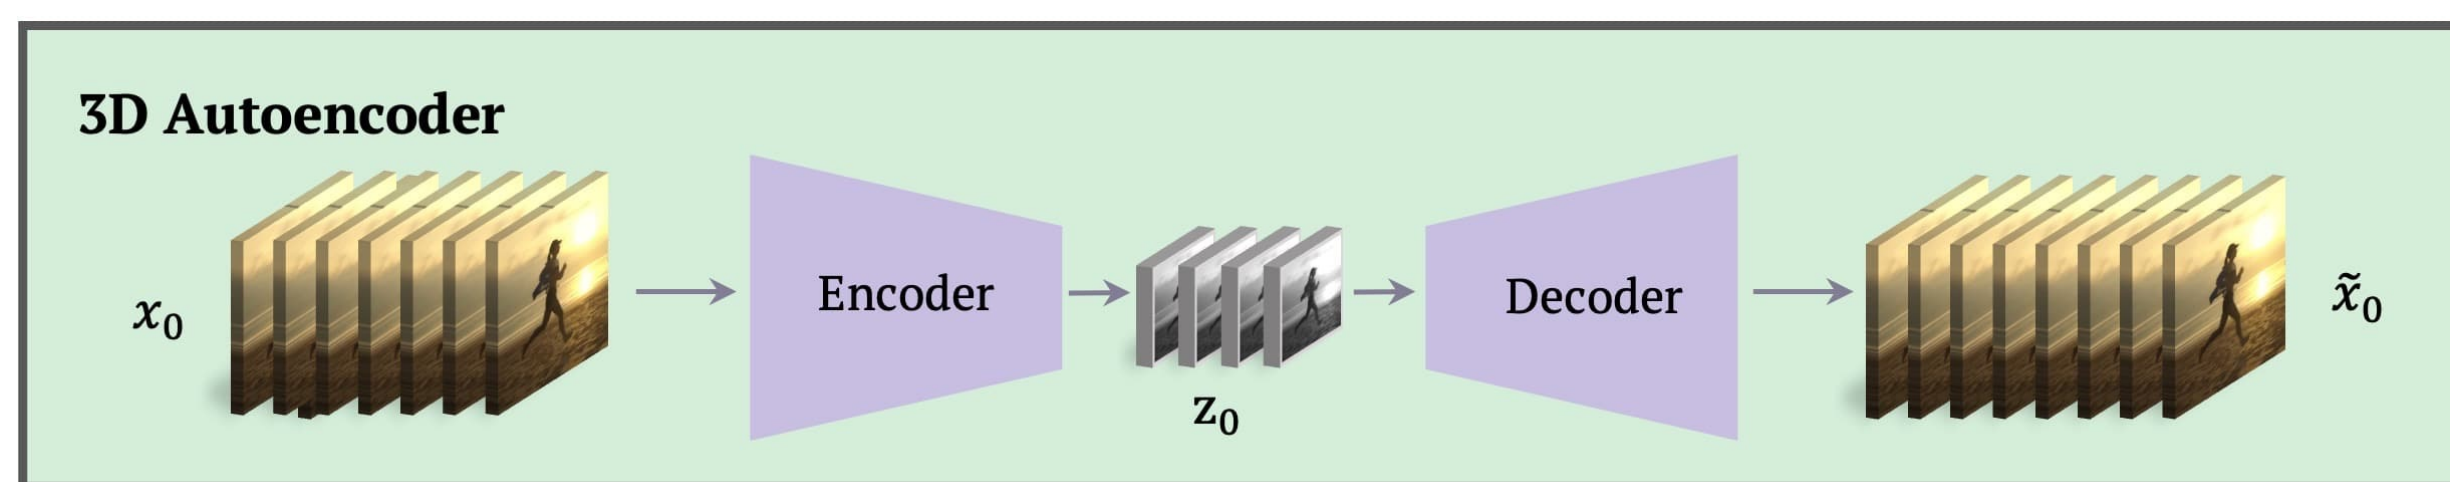 3D Autoencoder
x₀
Encoder
z₀
Decoder
x̃₀